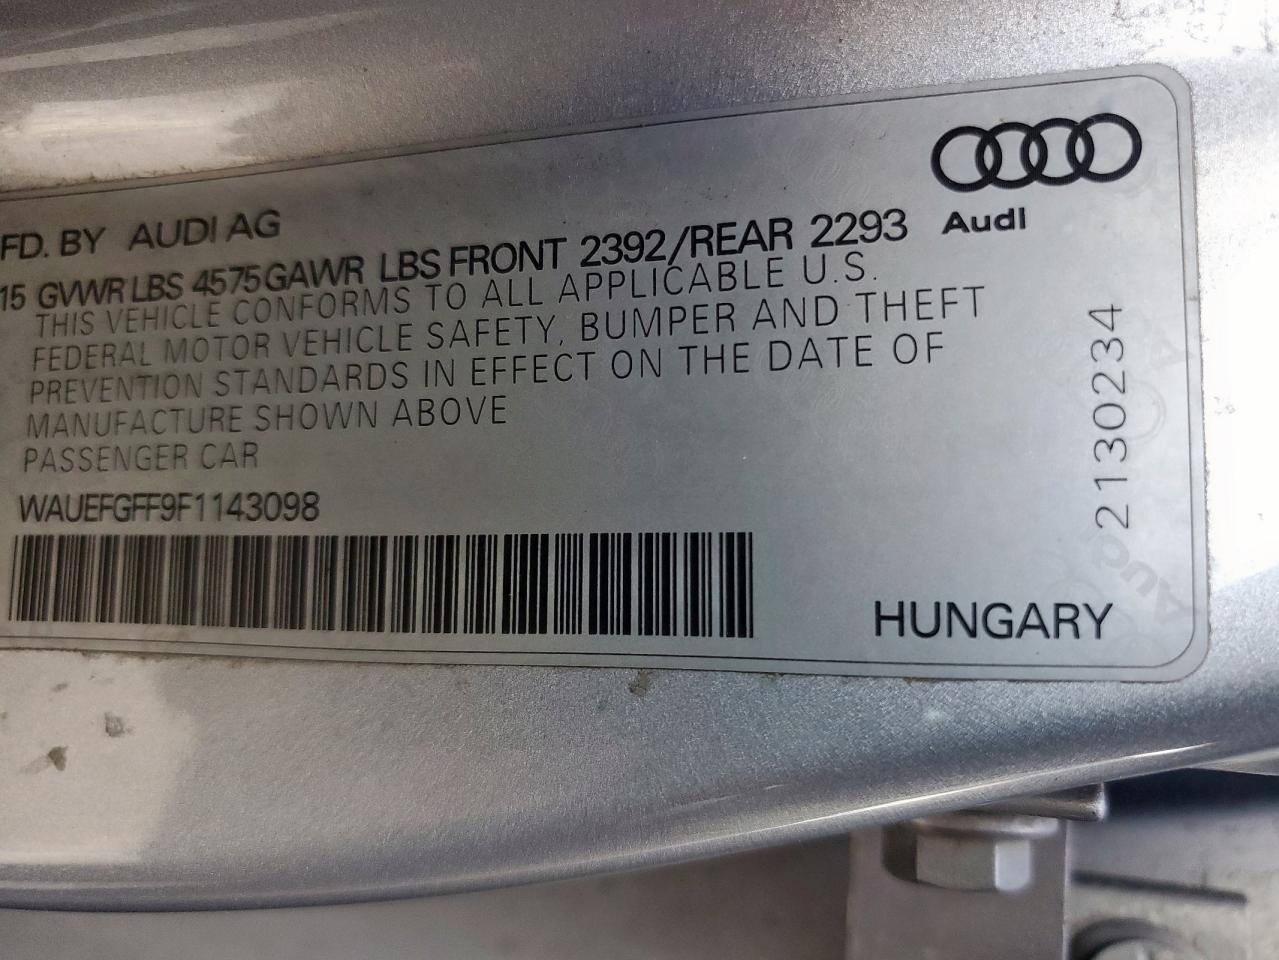 FD. BY AUDI AG
15 GVWR LBS 4575 GAWR LBS FRONT 2392/REAR 2293
THIS VEHICLE CONFORMS TO ALL APPLICABLE U.S.
FEDERAL MOTOR VEHICLE SAFETY, BUMPER AND THEFT
PREVENTION STANDARDS IN EFFECT ON THE DATE OF
MANUFACTURE SHOWN ABOVE
PASSENGER CAR
WAUEFGFF9F1143098
Audi
2130234
HUNGARY
Audi